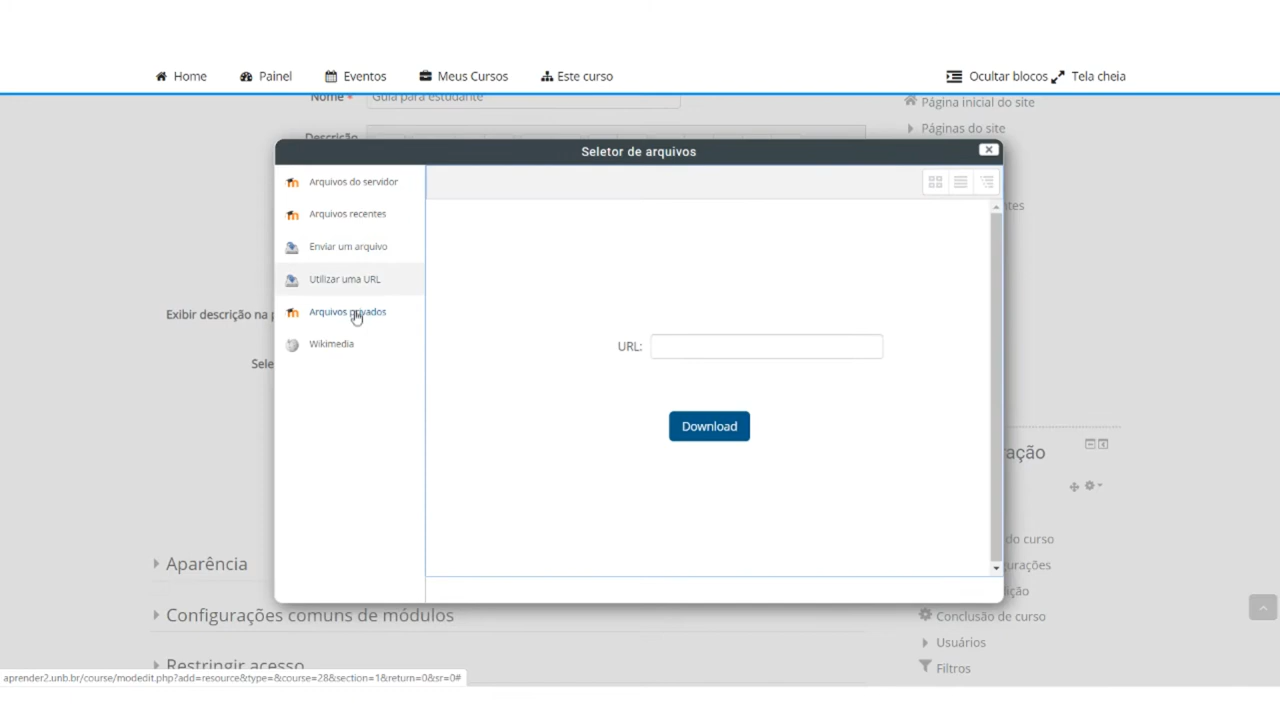 Home Painel Eventos Meus Cursos Este curso Ocultar blocos Tela cheia
Nome Guia para estudante
Página inicial do site
Descrição
Páginas do site
Seletor de arquivos
Arquivos do servidor
Arquivos recentes
Enviar um arquivo
Utilizar uma URL
Arquivos privados
Wikimedia
URL:
Download
ntes
Exibir descrição na p
Sele
ação
do curso
urações
ição
Aparência
Configurações comuns de módulos
Conclusão de curso
Usuários
Restringir acesso
Filtros
aprender2.unb.br/course/modedit.php?add=resource&type=&course=28&section=1&return=0&sr=0#